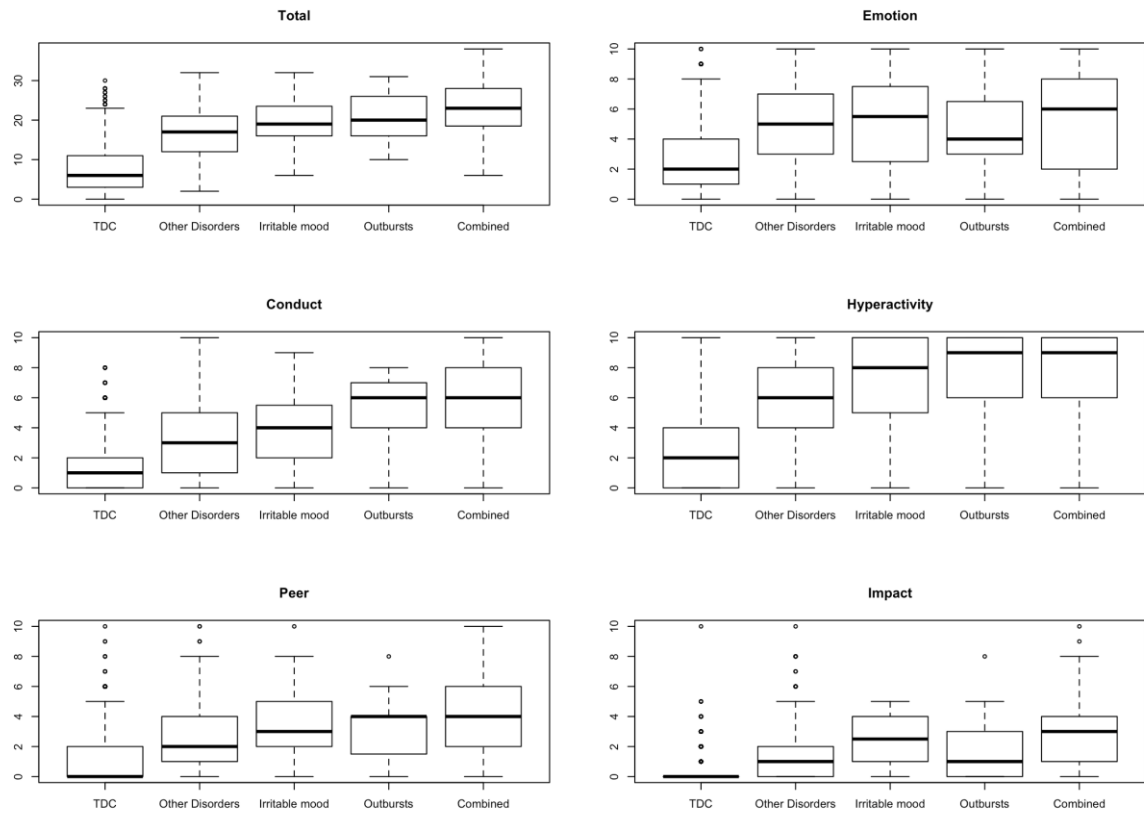 Total
30
20
10
0
TDC Other Disorders Irritable mood Outbursts Combined
Emotion
10
8
6
4
2
0
TDC Other Disorders Irritable mood Outbursts Combined
Conduct
10
8
6
4
2
0
TDC Other Disorders Irritable mood Outbursts Combined
Hyperactivity
10
8
6
4
2
0
TDC Other Disorders Irritable mood Outbursts Combined
Peer
10
8
6
4
2
0
TDC Other Disorders Irritable mood Outbursts Combined
Impact
10
8
6
4
2
0
TDC Other Disorders Irritable mood Outbursts Combined